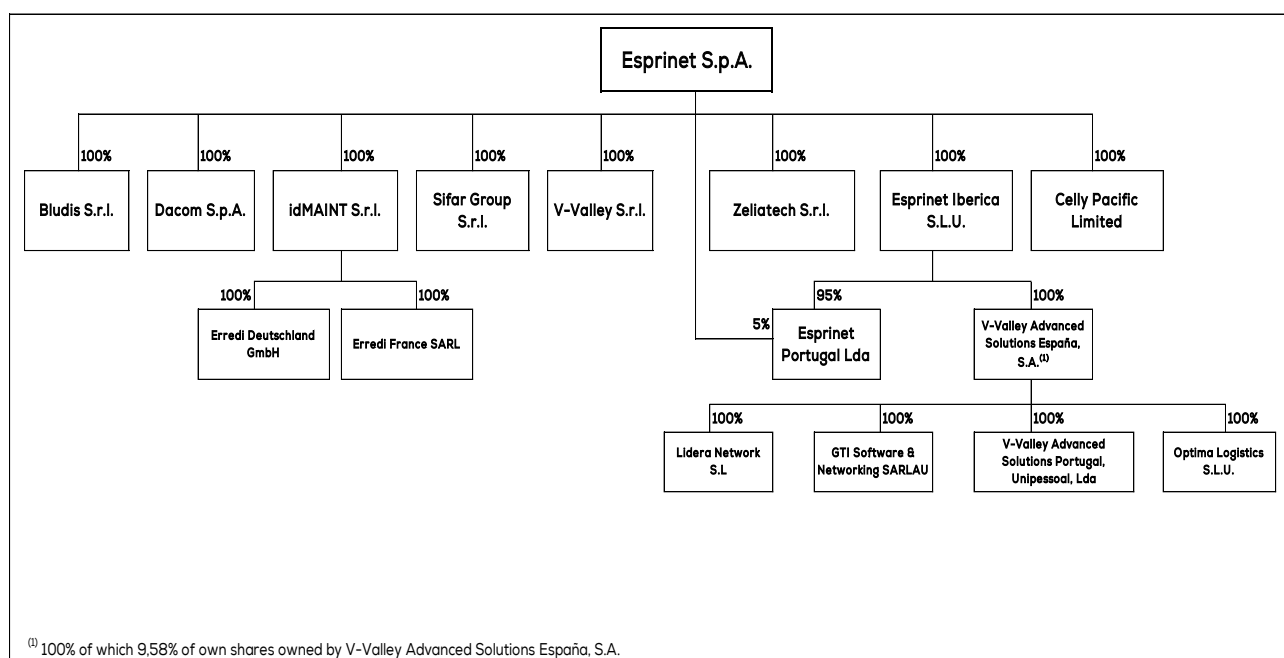 Esprinet S.p.A.
100%
100%
100%
100%
100%
100%
100%
100%
Bludis S.r.l.
Dacom S.p.A.
idMAINT S.r.l.
Sifar Group
S.r.l.
V-Valley S.r.l.
Zeliatech S.r.l.
Esprinet Iberica
S.L.U.
Celly Pacific
Limited
100%
100%
95%
100%
5%
Erredi Deutschland
GmbH
Erredi France SARL
Esprinet
Portugal Lda
V-Valley Advanced
Solutions España,
S.A.(1)
100%
100%
100%
100%
Lidera Network
S.L
GTI Software &
Networking SARLAU
V-Valley Advanced
Solutions Portugal,
Unipessoal, Lda
Optima Logistics
S.L.U.
(1) 100% of which 9,58% of own shares owned by V-Valley Advanced Solutions España, S.A.